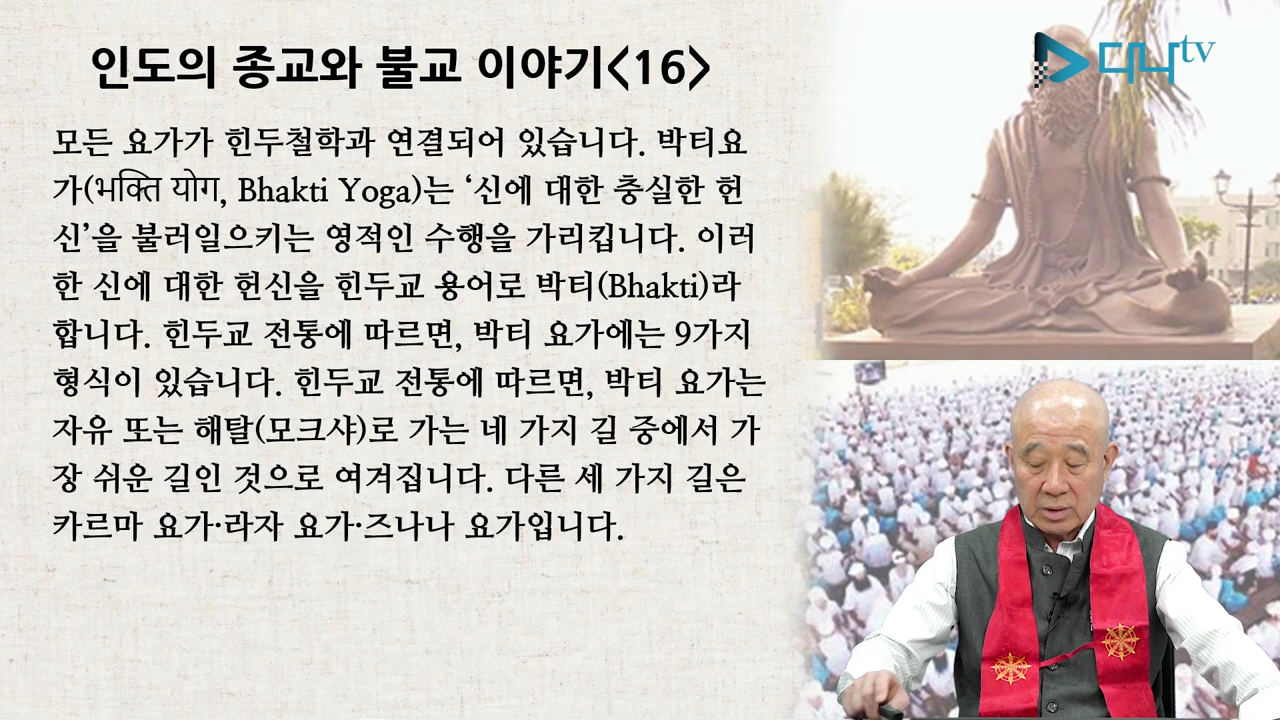 인도의 종교와 불교 이야기<16>
모든 요가가 힌두철학과 연결되어 있습니다. 박티요
가(भक्ति योग, Bhakti Yoga)는 ‘신에 대한 충실한 헌
신’을 불러일으키는 영적인 수행을 가리킵니다. 이러
한 신에 대한 헌신을 힌두교 용어로 박티(Bhakti)라
합니다. 힌두교 전통에 따르면, 박티 요가에는 9가지
형식이 있습니다. 힌두교 전통에 따르면, 박티 요가는
자유 또는 해탈(모크샤)로 가는 네 가지 길 중에서 가
장 쉬운 길인 것으로 여겨집니다. 다른 세 가지 길은
카르마 요가·라자 요가·즈나나 요가입니다.
tv